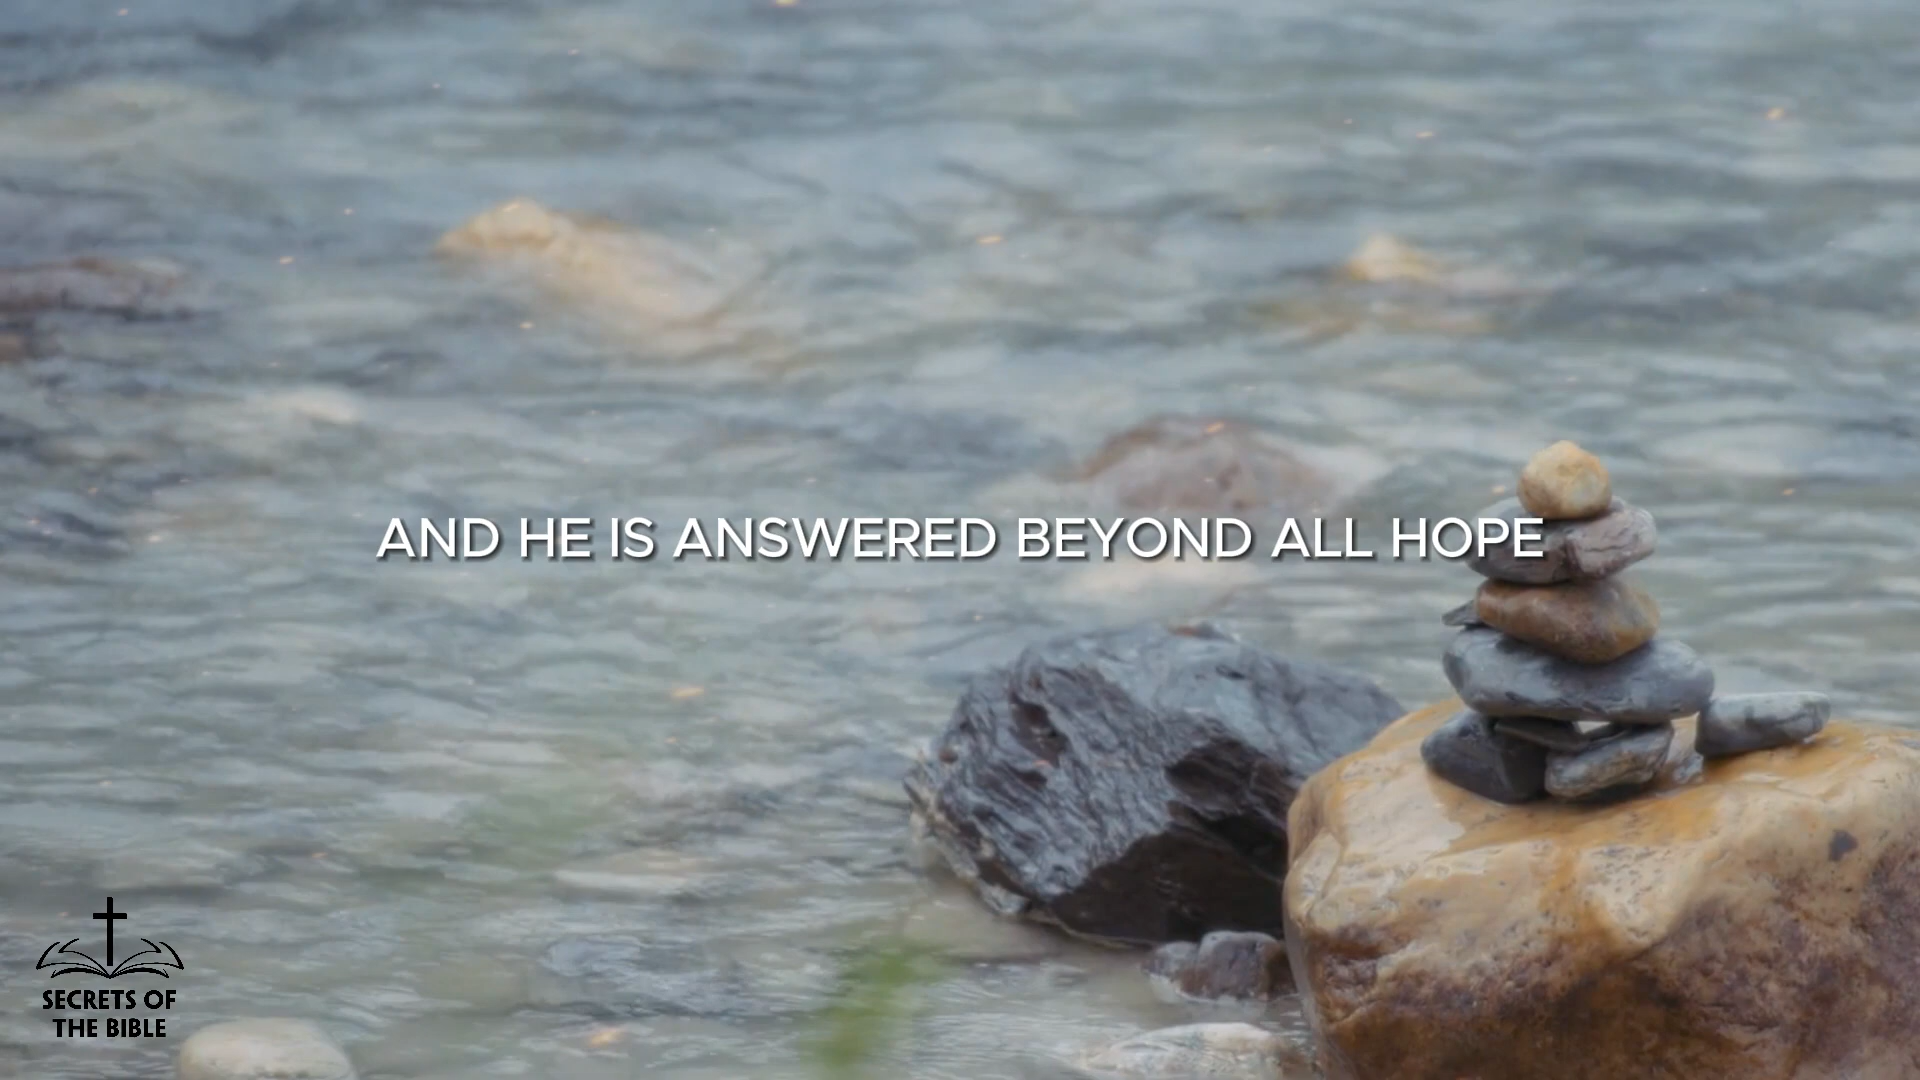 AND HE IS ANSWERED BEYOND ALL HOPE
SECRETS OF
THE BIBLE